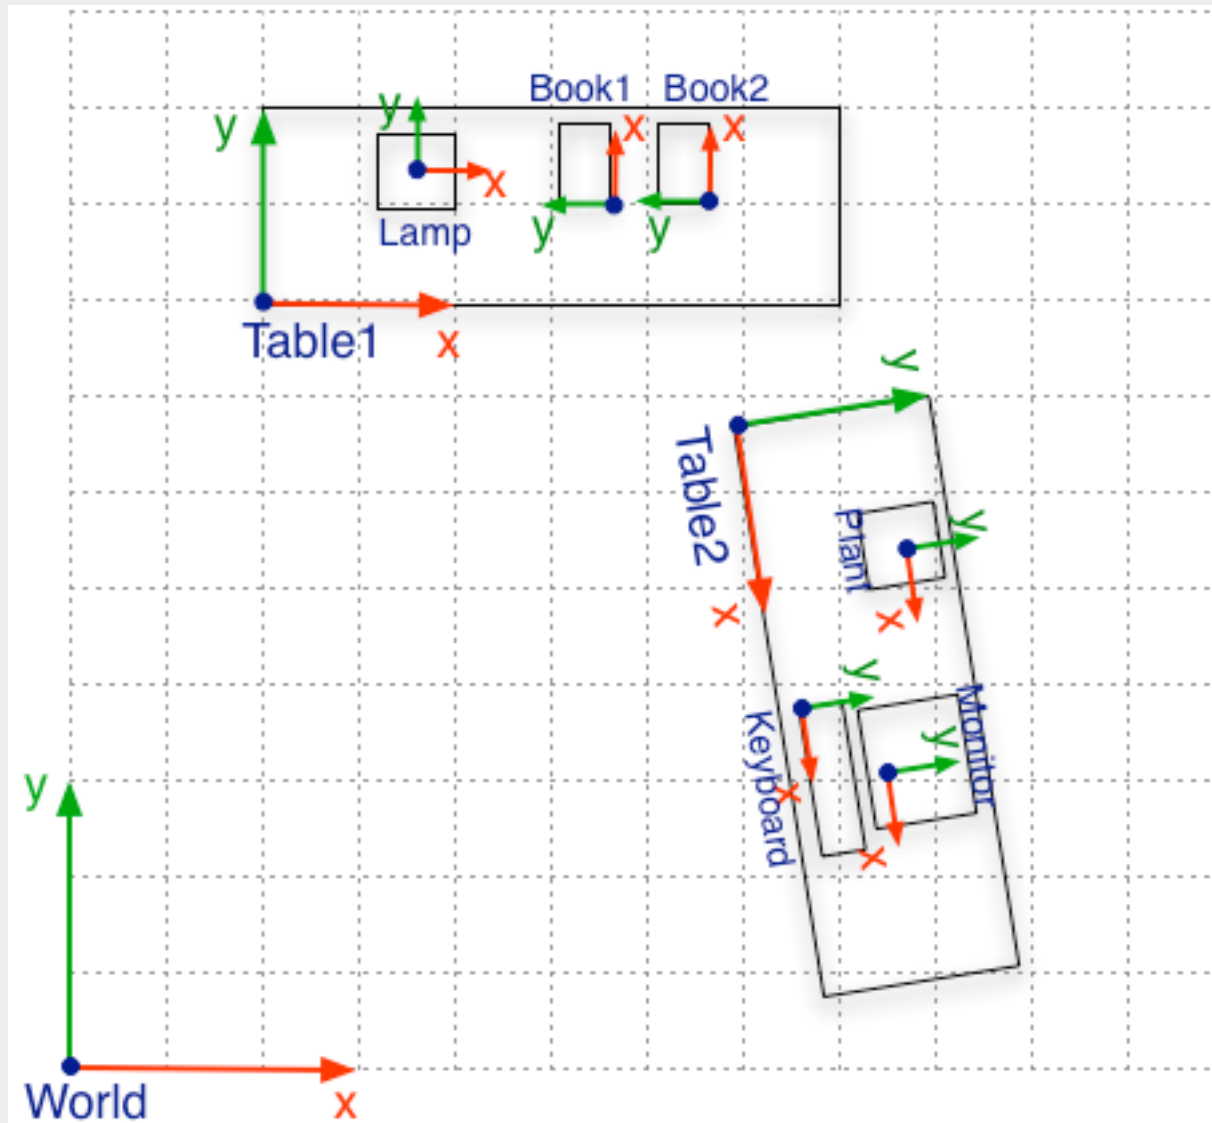 Book1 Book2
y
y
x
x
x
Lamp
y
y
Table1
x
y
Table2
Plant
y
x
x
y
Keyboard
Monitor
y
x
x
y
World
x